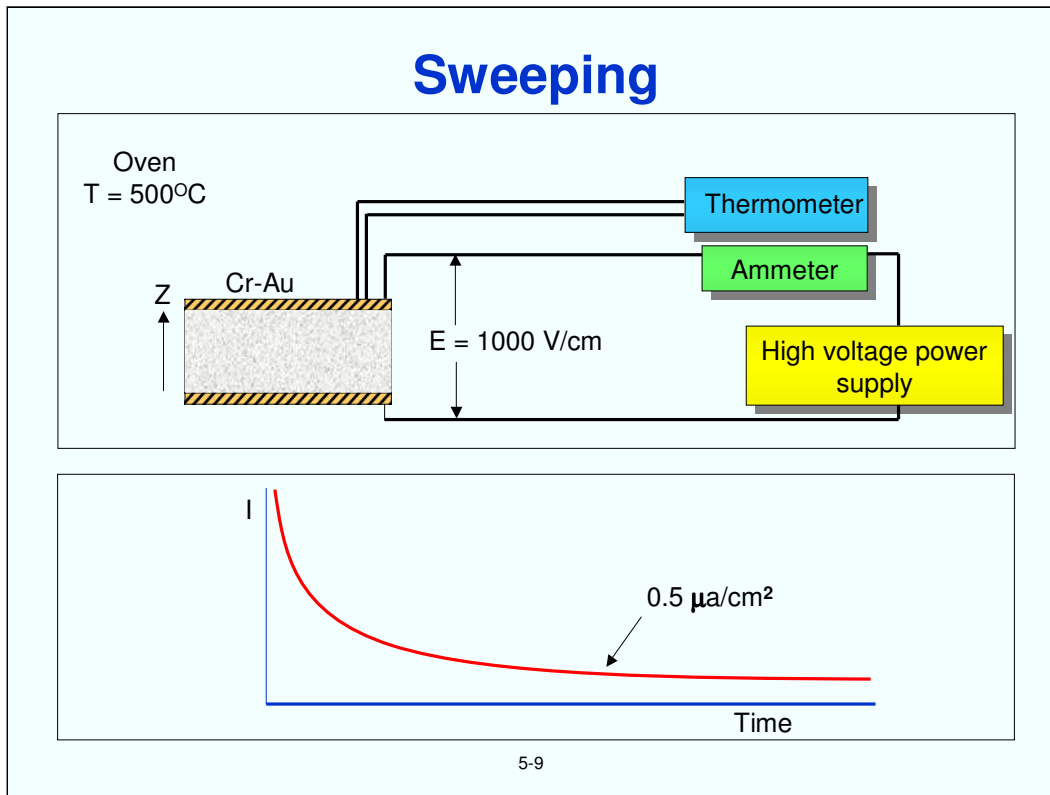 Sweeping
Oven
T = 500ᴼC
Thermometer
Ammeter
Cr-Au
Z
E = 1000 V/cm
High voltage power
supply
I
0.5 μa/cm²
Time
5-9